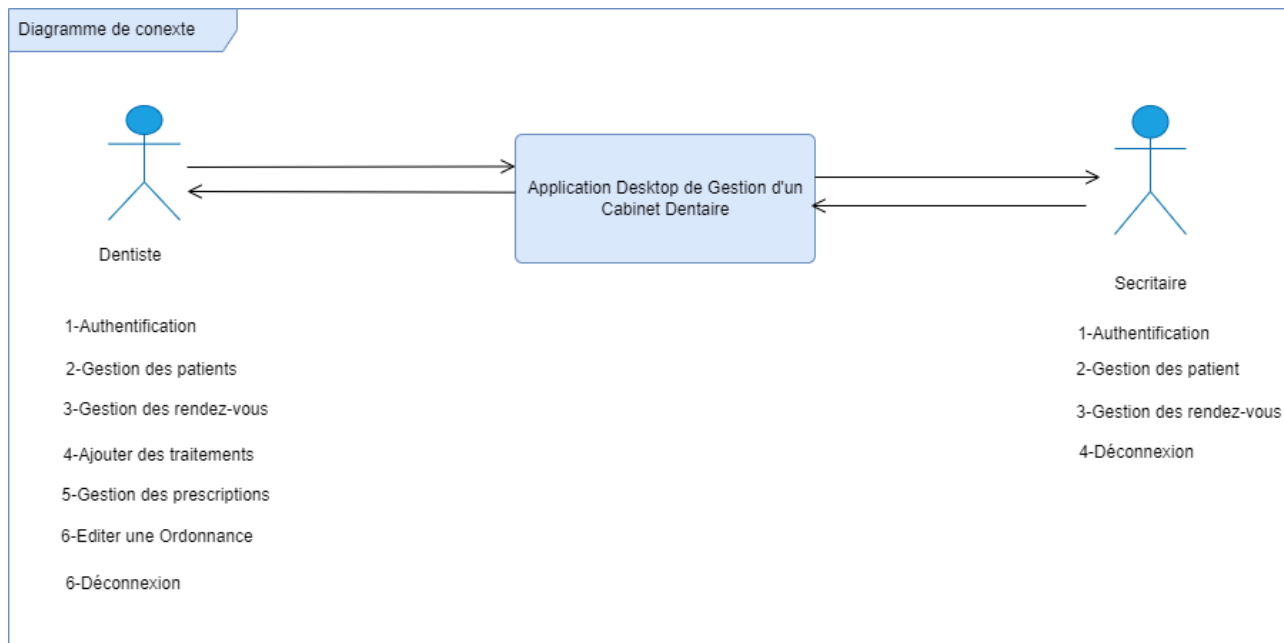 Diagramme de conexte
Application Desktop de Gestion d'un
Cabinet Dentaire
Dentiste
1-Authentification
2-Gestion des patients
3-Gestion des rendez-vous
4-Ajouter des traitements
5-Gestion des prescriptions
6-Editer une Ordonnance
6-Déconnexion
Secritaire
1-Authentification
2-Gestion des patient
3-Gestion des rendez-vous
4-Déconnexion